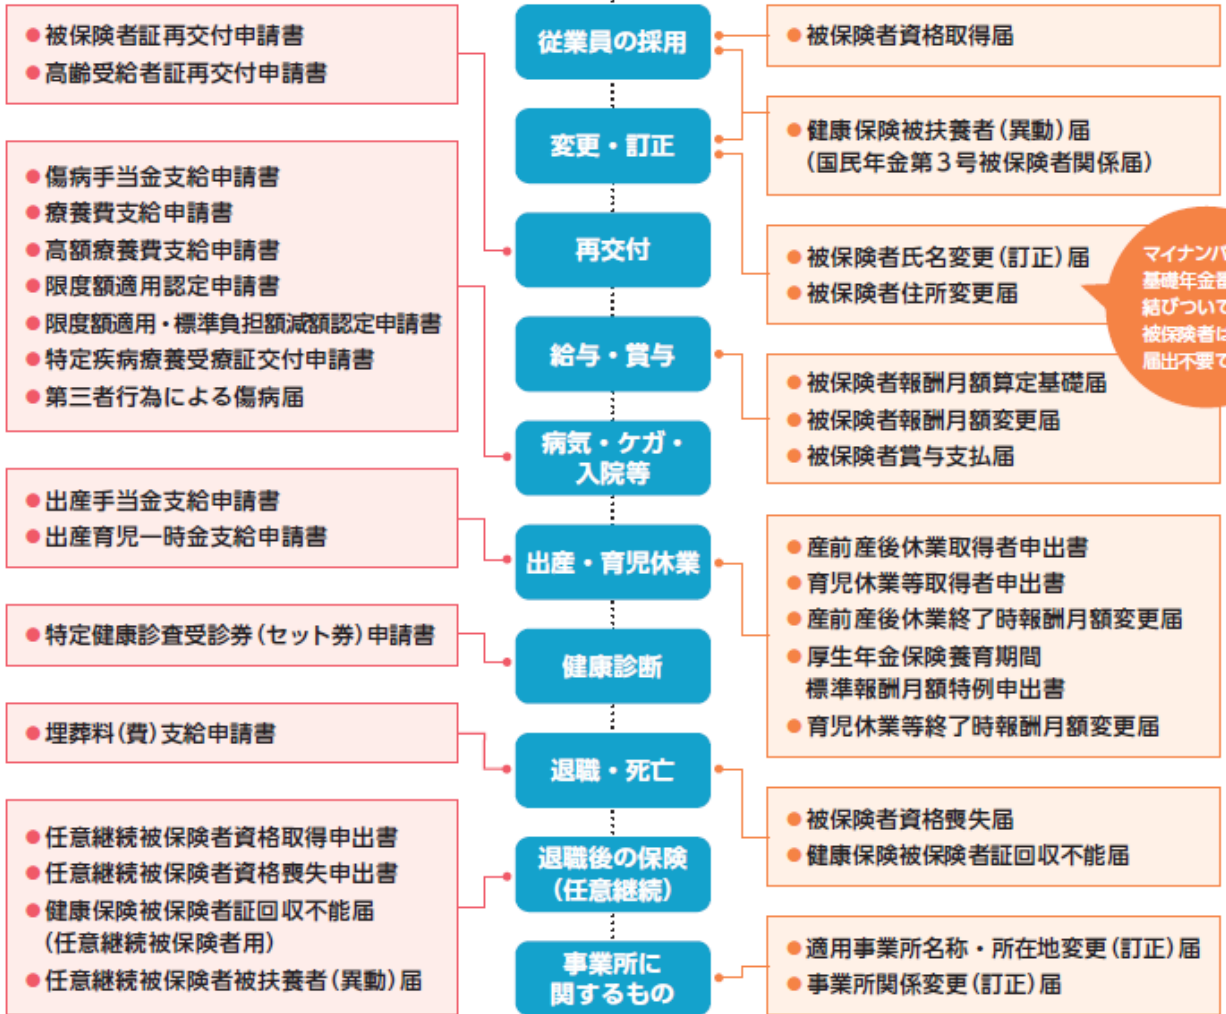 ● 被保険者証再交付申請書
● 高齢受給者証再交付申請書
● 傷病手当金支給申請書
● 療養費支給申請書
● 高額療養費支給申請書
● 限度額適用認定申請書
● 限度額適用・標準負担額減額認定申請書
● 特定疾病療養受療証交付申請書
● 第三者行為による傷病届
● 出産手当金支給申請書
● 出産育児一時金支給申請書
● 特定健康診査受診券(セット券)申請書
● 埋葬料(費)支給申請書
● 任意継続被保険者資格取得申出書
● 任意継続被保険者資格喪失申出書
● 健康保険被保険者証回収不能届
(任意継続被保険者用)
● 任意継続被保険者被扶養者(異動)届
従業員の採用
変更・訂正
再交付
給与・賞与
病気・ケガ・
入院等
出産・育児休業
健康診断
退職・死亡
退職後の保険
(任意継続)
事業所に
関するもの
● 被保険者資格取得届
● 健康保険被扶養者(異動)届
(国民年金第3号被保険者関係届)
● 被保険者氏名変更(訂正)届
● 被保険者住所変更届
マイナンバ
基礎年金番
結びついて
被保険者は
届出不要で
● 被保険者報酬月額算定基礎届
● 被保険者報酬月額変更届
● 被保険者賞与支払届
● 産前産後休業取得者申出書
● 育児休業等取得者申出書
● 産前産後休業終了時報酬月額変更届
● 厚生年金保険養育期間
標準報酬月額特例申出書
● 育児休業等終了時報酬月額変更届
● 被保険者資格喪失届
● 健康保険被保険者証回収不能届
● 適用事業所名称・所在地変更(訂正)届
● 事業所関係変更(訂正)届